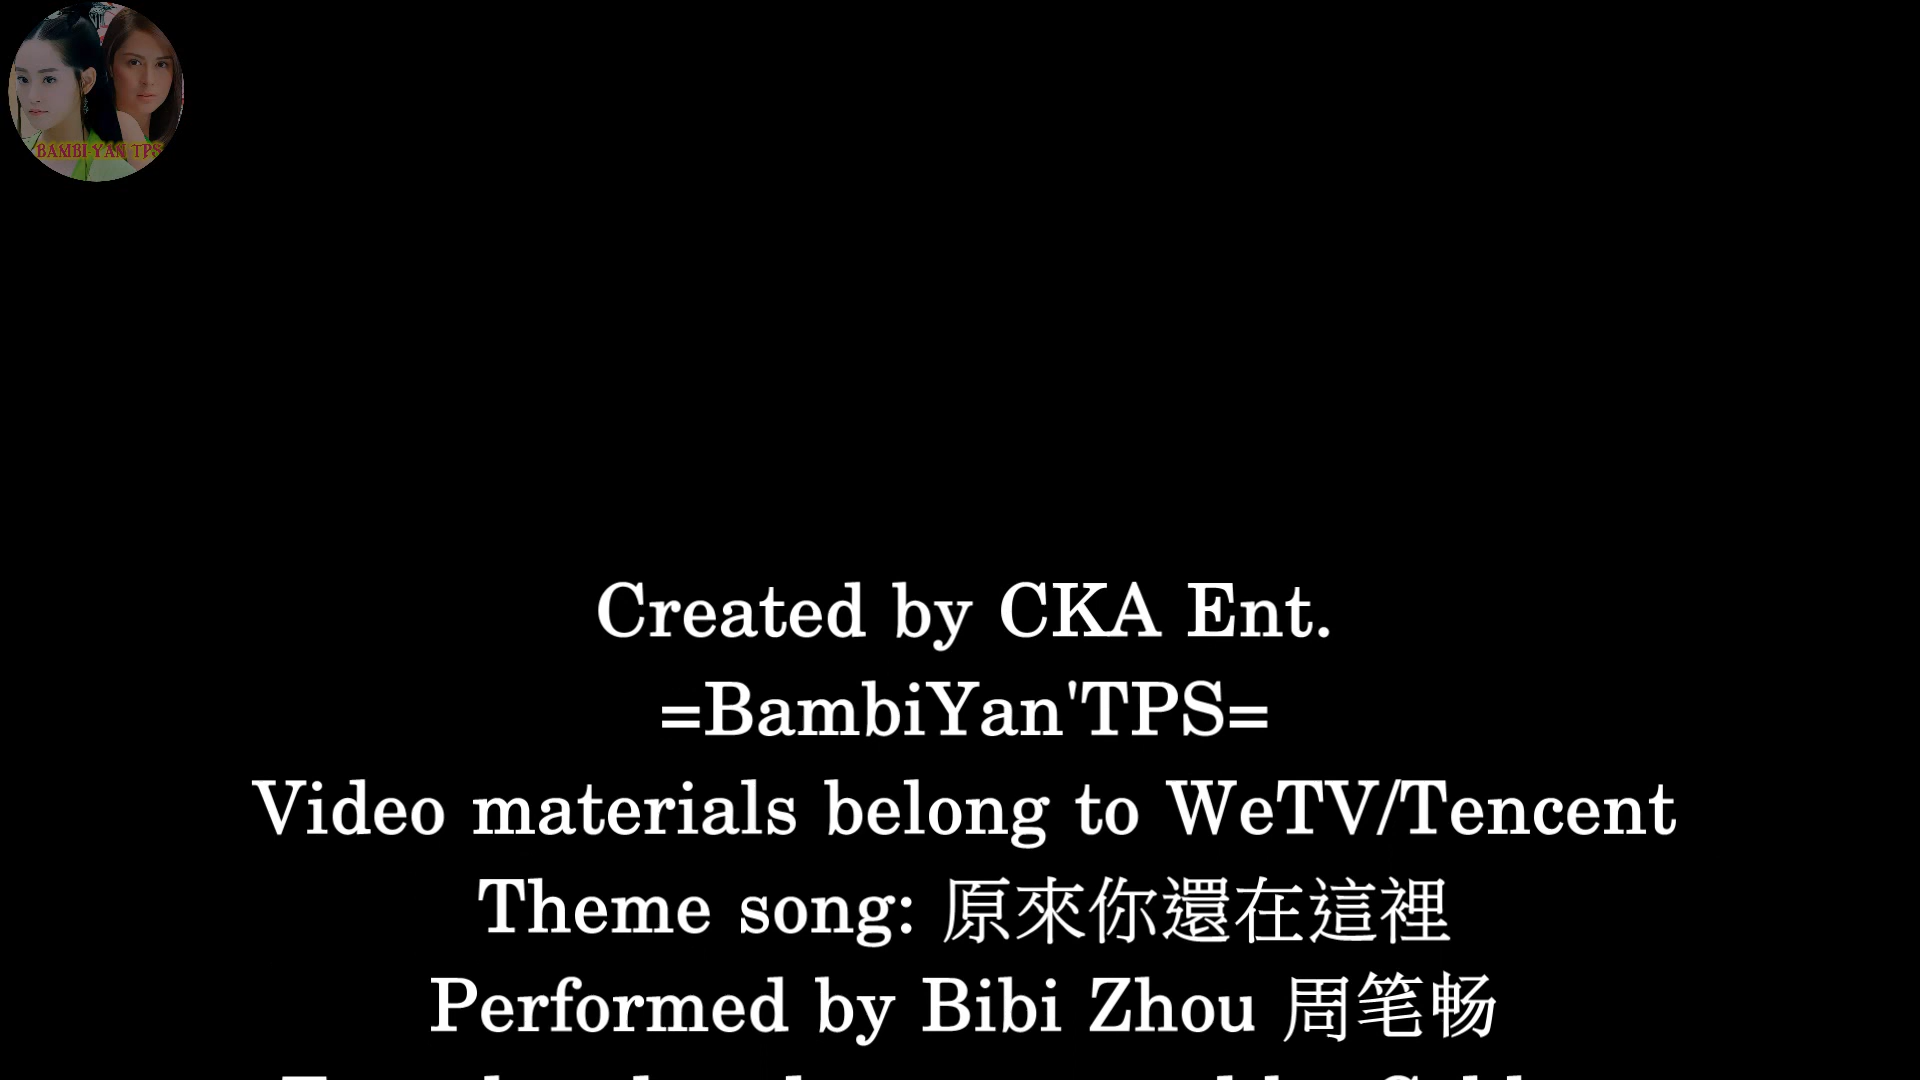 BAMBI-YAN TPS
Created by CKA Ent.
=BambiYan'TPS=
Video materials belong to WeTV/Tencent
Theme song: 原來你還在這裡
Performed by Bibi Zhou 周笔畅